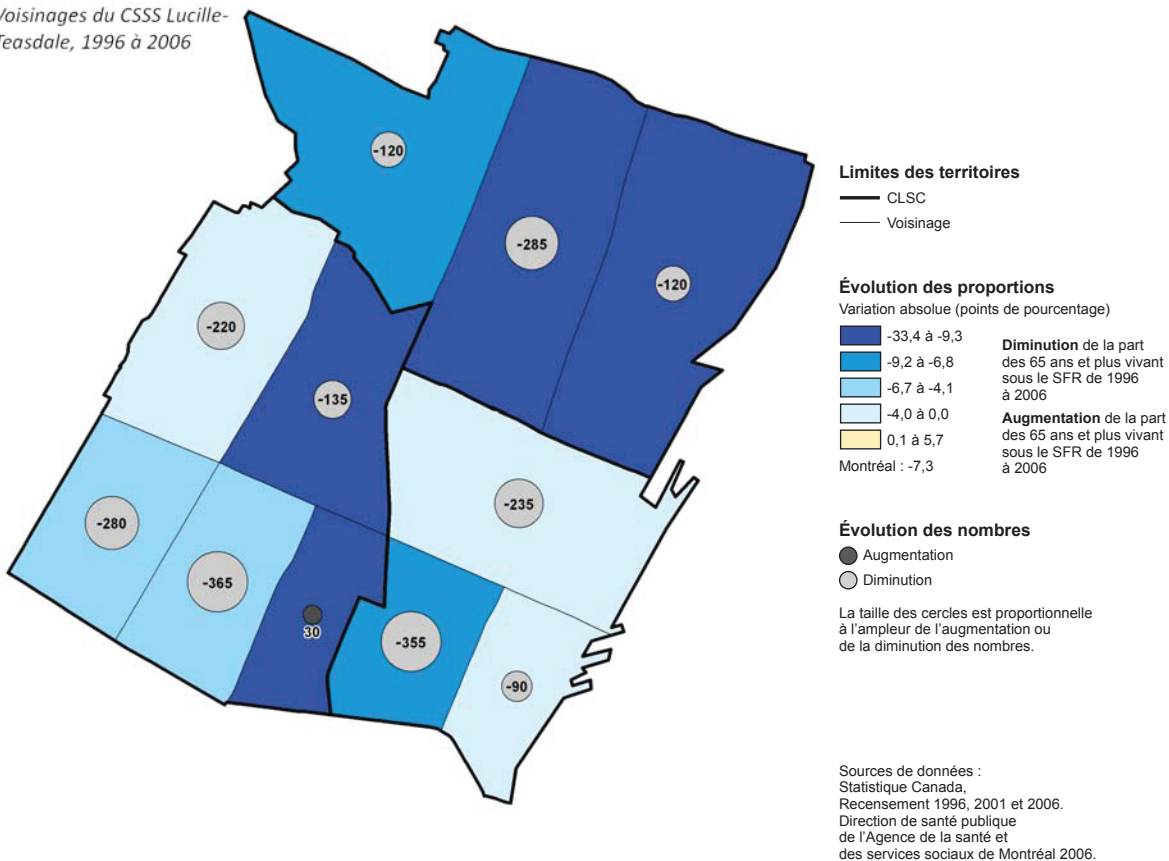 Voisinages du CSSS Lucille-
Teasdale, 1996 à 2006
-120
-285
-120
-220
-135
-235
-280
-365
30
-355
-90
Limites des territoires
CLSC
Voisinage
Évolution des proportions
Variation absolue (points de pourcentage)
-33,4 à -9,3
-9,2 à -6,8
-6,7 à -4,1
-4,0 à 0,0
0,1 à 5,7
Montréal : -7,3
Diminution de la part
des 65 ans et plus vivant
sous le SFR de 1996
à 2006
Augmentation de la part
des 65 ans et plus vivant
sous le SFR de 1996
à 2006
Évolution des nombres
Augmentation
Diminution
La taille des cercles est proportionnelle
à l'ampleur de l'augmentation ou
de la diminution des nombres.
Sources de données :
Statistique Canada,
Recensement 1996, 2001 et 2006.
Direction de santé publique
de l'Agence de la santé et
des services sociaux de Montréal 2006.